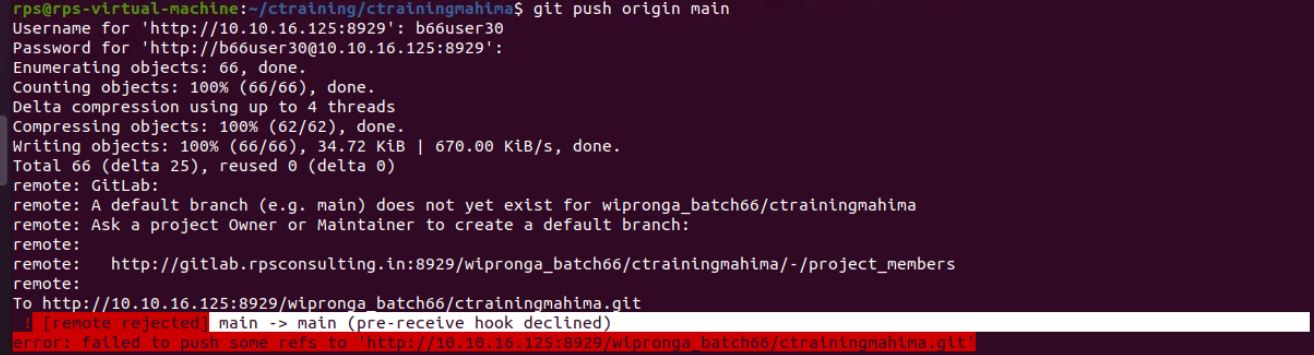 rps@rps-virtual-machine:~/ctraining/ctrainingmahima$ git push origin main
Username for 'http://10.10.16.125:8929': b66user30
Password for 'http://b66user30@10.10.16.125:8929':
Enumerating objects: 66, done.
Counting objects: 100% (66/66), done.
Delta compression using up to 4 threads
Compressing objects: 100% (62/62), done.
Writing objects: 100% (66/66), 34.72 KiB | 670.00 KiB/s, done.
Total 66 (delta 25), reused 0 (delta 0)
remote: GitLab:
remote: A default branch (e.g. main) does not yet exist for wipronga_batch66/ctrainingmahima
remote: Ask a project Owner or Maintainer to create a default branch:
remote:
remote:   http://gitlab.rpsconsulting.in:8929/wipronga_batch66/ctrainingmahima/-/project_members
remote:
To http://10.10.16.125:8929/wipronga_batch66/ctrainingmahima.git
 ! [remote rejected] main -> main (pre-receive hook declined)
error: failed to push some refs to 'http://10.10.16.125:8929/wipronga_batch66/ctrainingmahima.git'